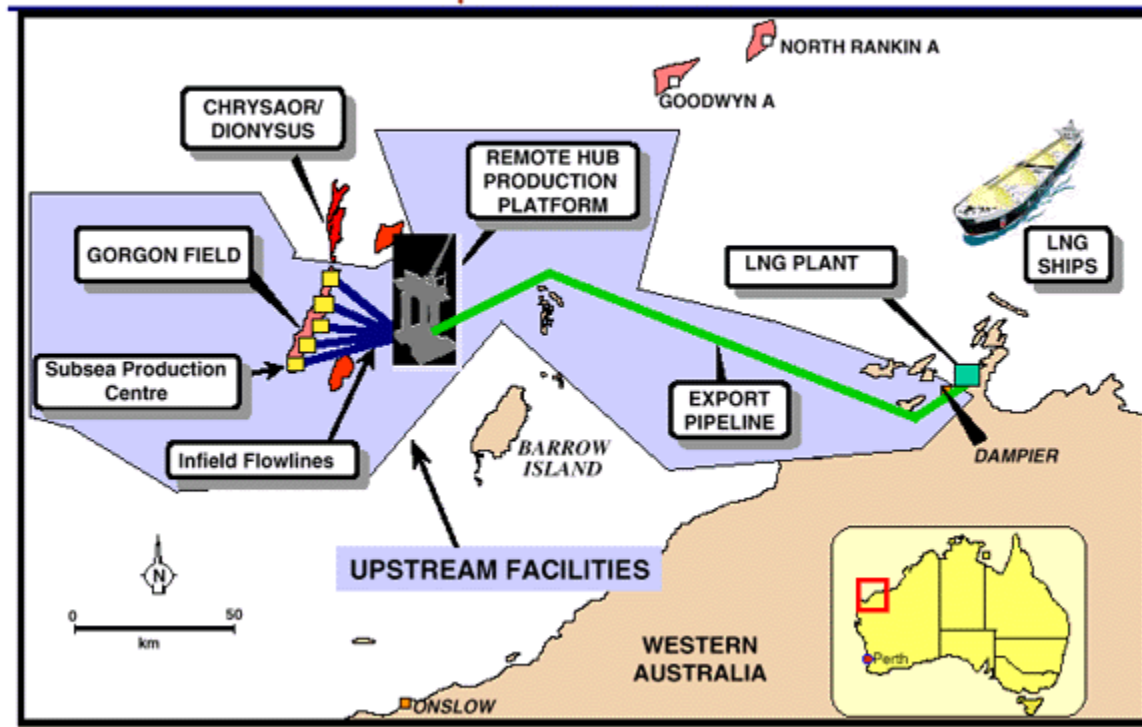 NORTH RANKIN A
GOODWYN A
CHRYSAOR/
DIONYSUS
REMOTE HUB
PRODUCTION
PLATFORM
GORGON FIELD
LNG PLANT
LNG
SHIPS
Subsea Production
Centre
EXPORT
PIPELINE
Infield Flowlines
BARROW
ISLAND
DAMPIER
UPSTREAM FACILITIES
N
0 50
km
WESTERN
AUSTRALIA
Perth
ONSLOW